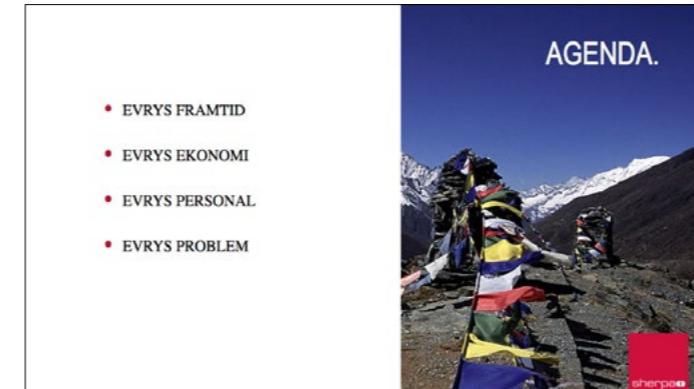 AGENDA.
EVRYS FRAMTID
EVRYS EKONOMI
EVRYS PERSONAL
EVRYS PROBLEM
sherpa